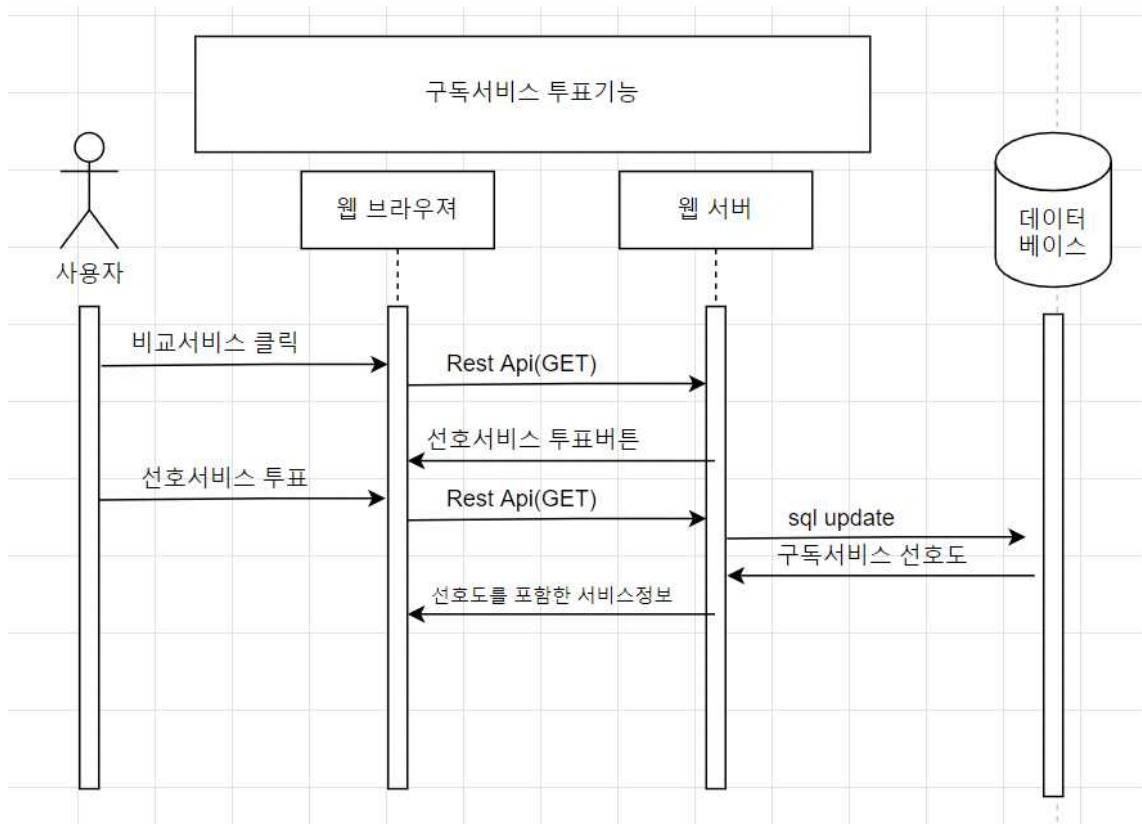 구독서비스 투표기능
웹 브라우져
웹 서버
데이터
베이스
사용자
비교서비스 클릭
Rest Api(GET)
선호서비스 투표버튼
선호서비스 투표
Rest Api(GET)
sql update
구독서비스 선호도
선호도를 포함한 서비스정보